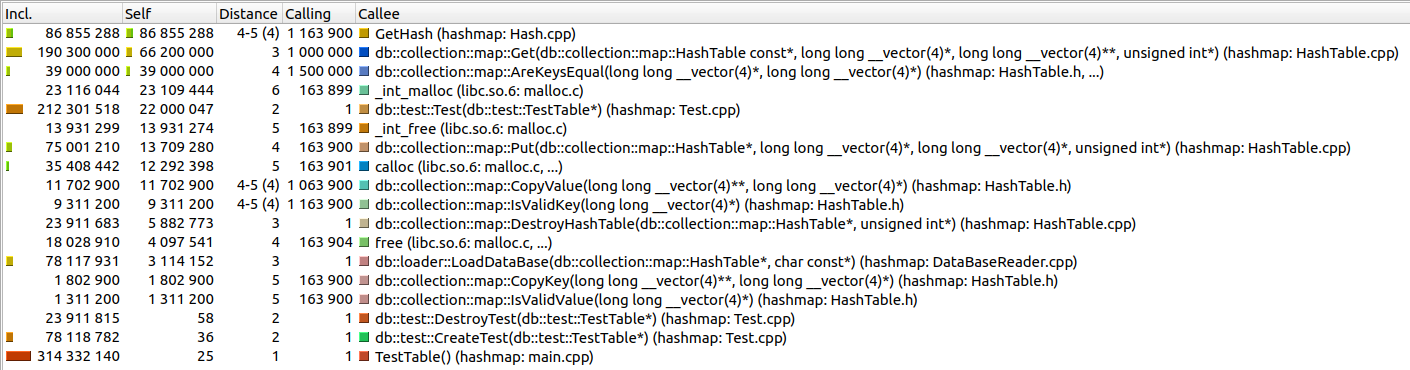 Incl. Self Distance Calling Callee
86 855 288 86 855 288 4-5 (4) 1 163 900 GetHash (hashmap: Hash.cpp)
190 300 000 66 200 000 3 1 000 000 db::collection::map::Get(db::collection::map::HashTable const*, long long __vector(4)*, long long __vector(4)**, unsigned int*) (hashmap: HashTable.cpp)
39 000 000 39 000 000 4 1 500 000 db::collection::map::AreKeysEqual(long long __vector(4)*, long long __vector(4)*) (hashmap: HashTable.h, ...)
23 116 044 23 109 444 6 163 899 _int_malloc (libc.so.6: malloc.c)
212 301 518 22 000 047 2 1 db::test::Test(db::test::TestTable*) (hashmap: Test.cpp)
13 931 299 13 931 274 5 163 899 _int_free (libc.so.6: malloc.c)
75 001 210 13 709 280 4 163 900 db::collection::map::Put(db::collection::map::HashTable*, long long __vector(4)*, long long __vector(4)*, unsigned int*) (hashmap: HashTable.cpp)
35 408 442 12 292 398 5 163 901 calloc (libc.so.6: malloc.c, ...)
11 702 900 11 702 900 4-5 (4) 1 063 900 db::collection::map::CopyValue(long long __vector(4)**, long long __vector(4)*) (hashmap: HashTable.h)
9 311 200 9 311 200 4-5 (4) 1 163 900 db::collection::map::IsValidKey(long long __vector(4)*) (hashmap: HashTable.h)
23 911 683 5 882 773 3 1 db::collection::map::DestroyHashTable(db::collection::map::HashTable*, unsigned int*) (hashmap: HashTable.cpp)
18 028 910 4 097 541 4 163 904 free (libc.so.6: malloc.c, ...)
78 117 931 3 114 152 3 1 db::loader::LoadDataBase(db::collection::map::HashTable*, char const*) (hashmap: DataBaseReader.cpp)
1 802 900 1 802 900 5 163 900 db::collection::map::CopyKey(long long __vector(4)**, long long __vector(4)*) (hashmap: HashTable.h)
1 311 200 1 311 200 5 163 900 db::collection::map::IsValidValue(long long __vector(4)*) (hashmap: HashTable.h)
23 911 815 58 2 1 db::test::DestroyTest(db::test::TestTable*) (hashmap: Test.cpp)
78 118 782 36 2 1 db::test::CreateTest(db::test::TestTable*) (hashmap: Test.cpp)
314 332 140 25 1 1 TestTable() (hashmap: main.cpp)